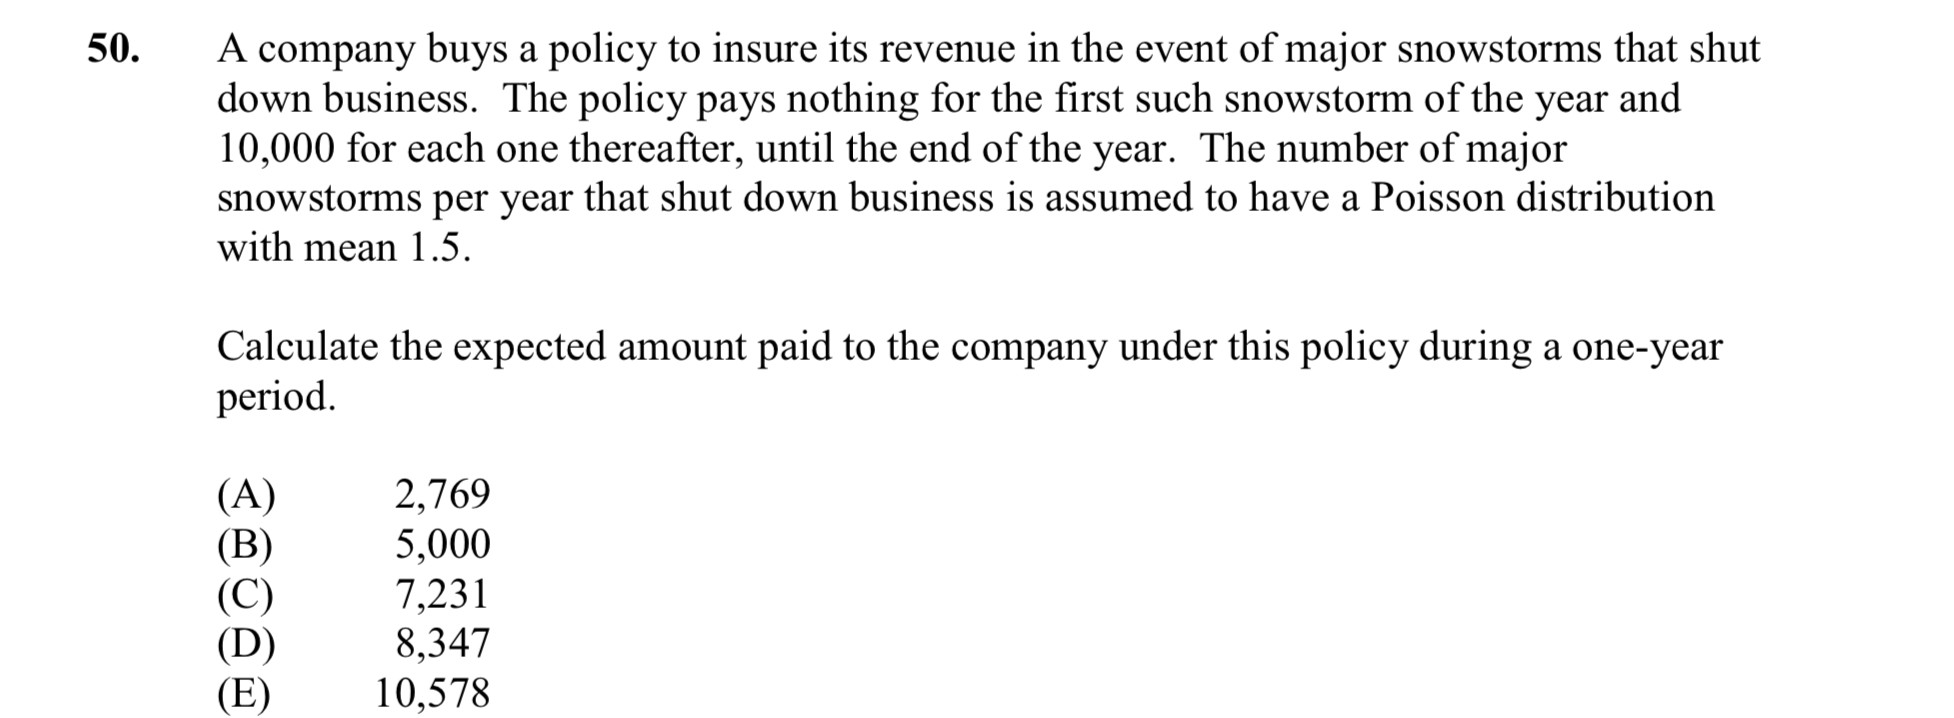 50. A company buys a policy to insure its revenue in the event of major snowstorms that shut
down business. The policy pays nothing for the first such snowstorm of the year and
10,000 for each one thereafter, until the end of the year. The number of major
snowstorms per year that shut down business is assumed to have a Poisson distribution
with mean 1.5.
Calculate the expected amount paid to the company under this policy during a one-year
period.
(A) 2,769
(B) 5,000
(C) 7,231
(D) 8,347
(E) 10,578